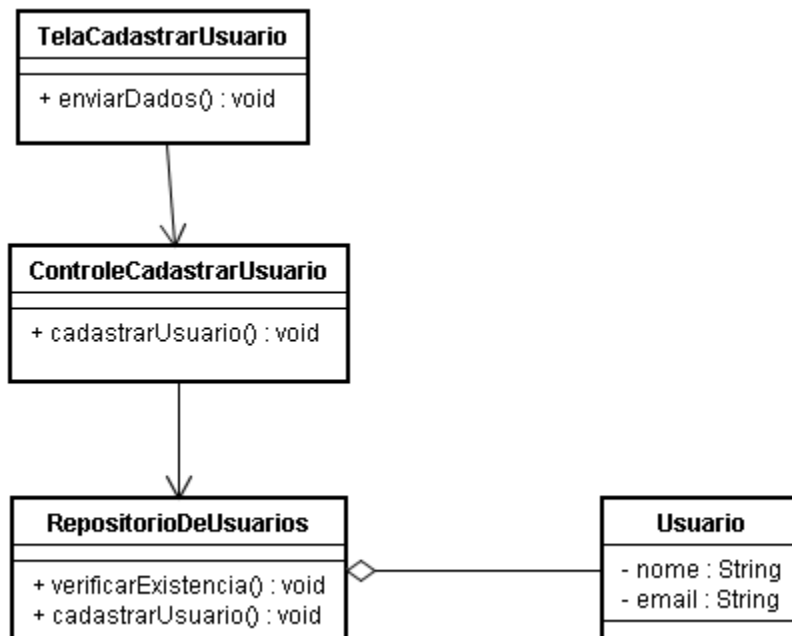 TelaCadastrarUsuario
+ enviarDados() : void
ControleCadastrarUsuario
+ cadastrarUsuario() : void
RepositorioDeUsuarios
+ verificarExistencia() : void
+ cadastrarUsuario() : void
Usuario
- nome : String
- email : String